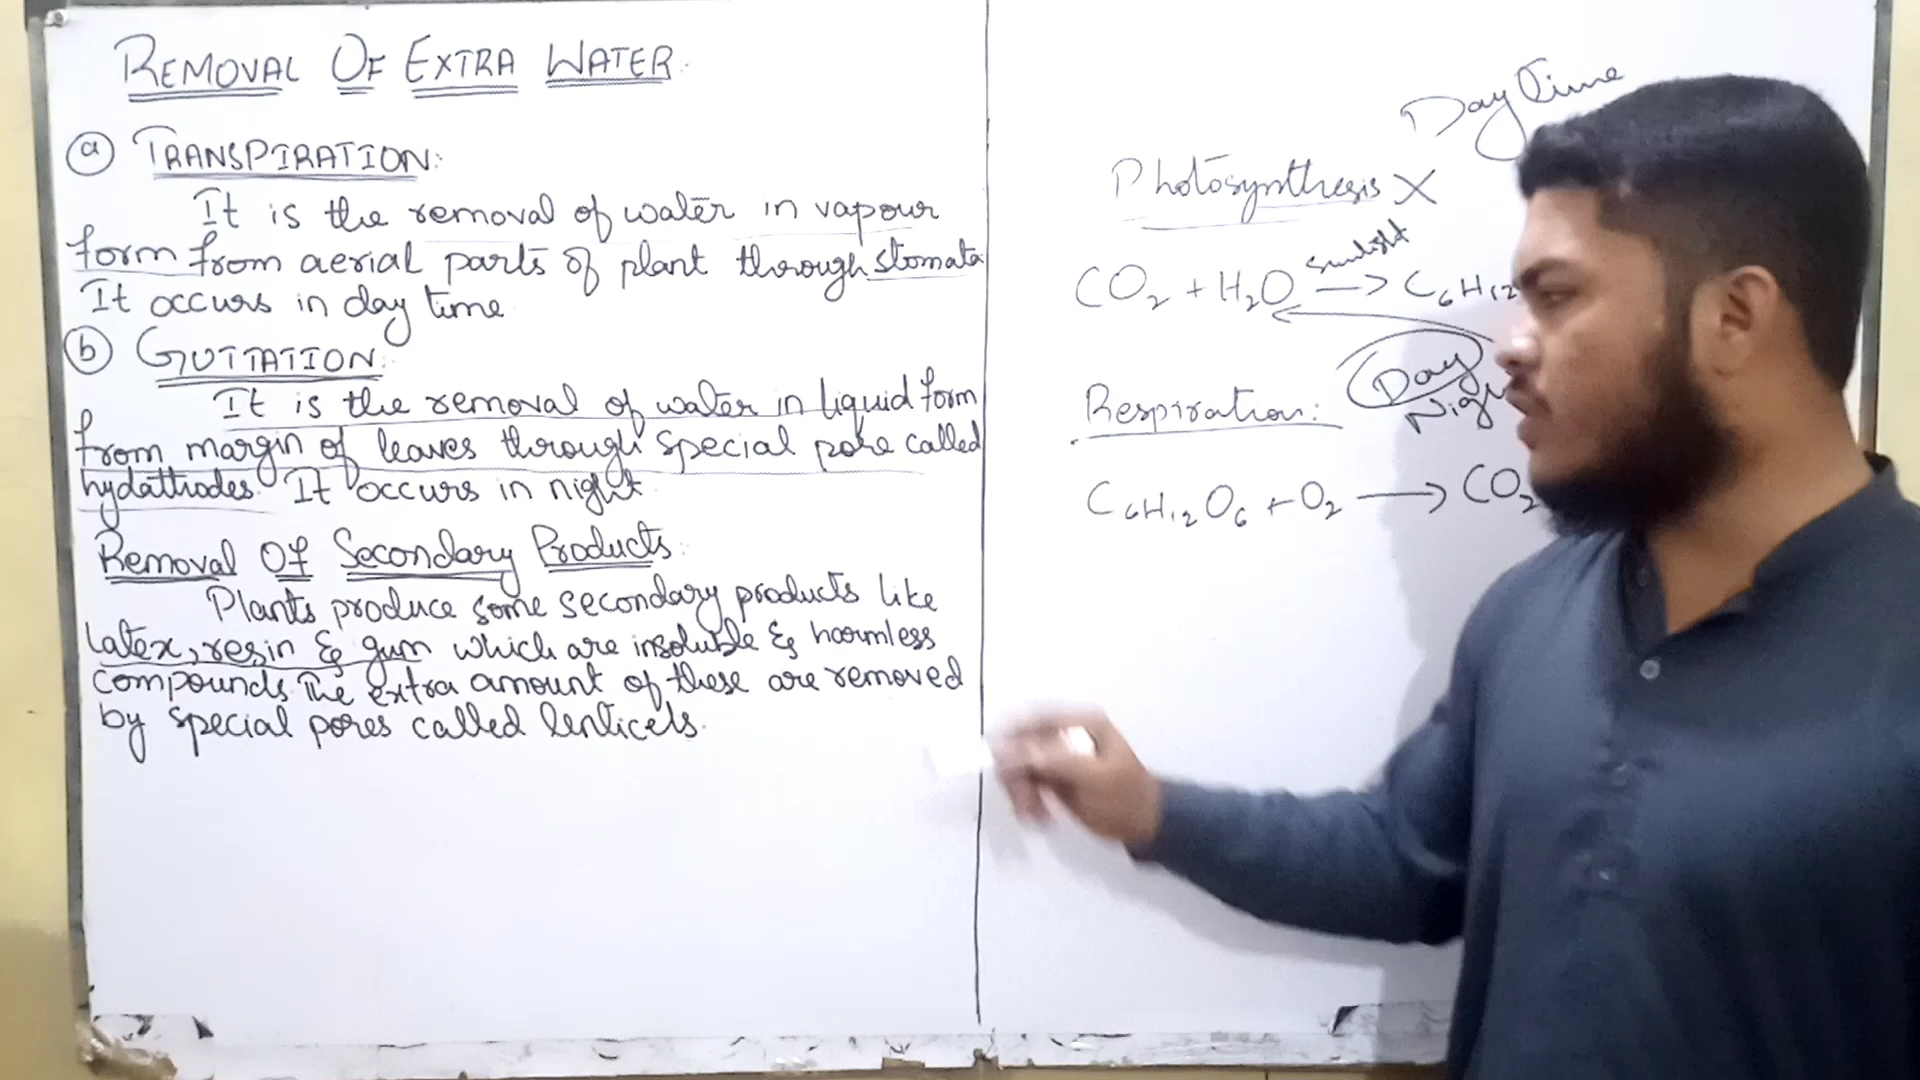 REMOVAL OF EXTRA WATER:
(a) TRANSPIRATION:
It is the removal of water in vapour
form from aerial parts of plant through stomata
It occurs in day time
(b) GUTTATION:
It is the removal of water in liquid form
from margin of leaves through special pore called
hydathodes. It occurs in night
Removal Of Secondary Products:
Plants produce some secondary products like
latex, resin & gum which are insoluble & harmless
compounds. The extra amount of these are removed
by special pores called lenticels.
Day Time
Photosynthesis X
Sunlight
CO₂ + H₂O → C₆H₁₂
Day
Respiration:
C₆H₁₂O₆ + O₂ → CO₂